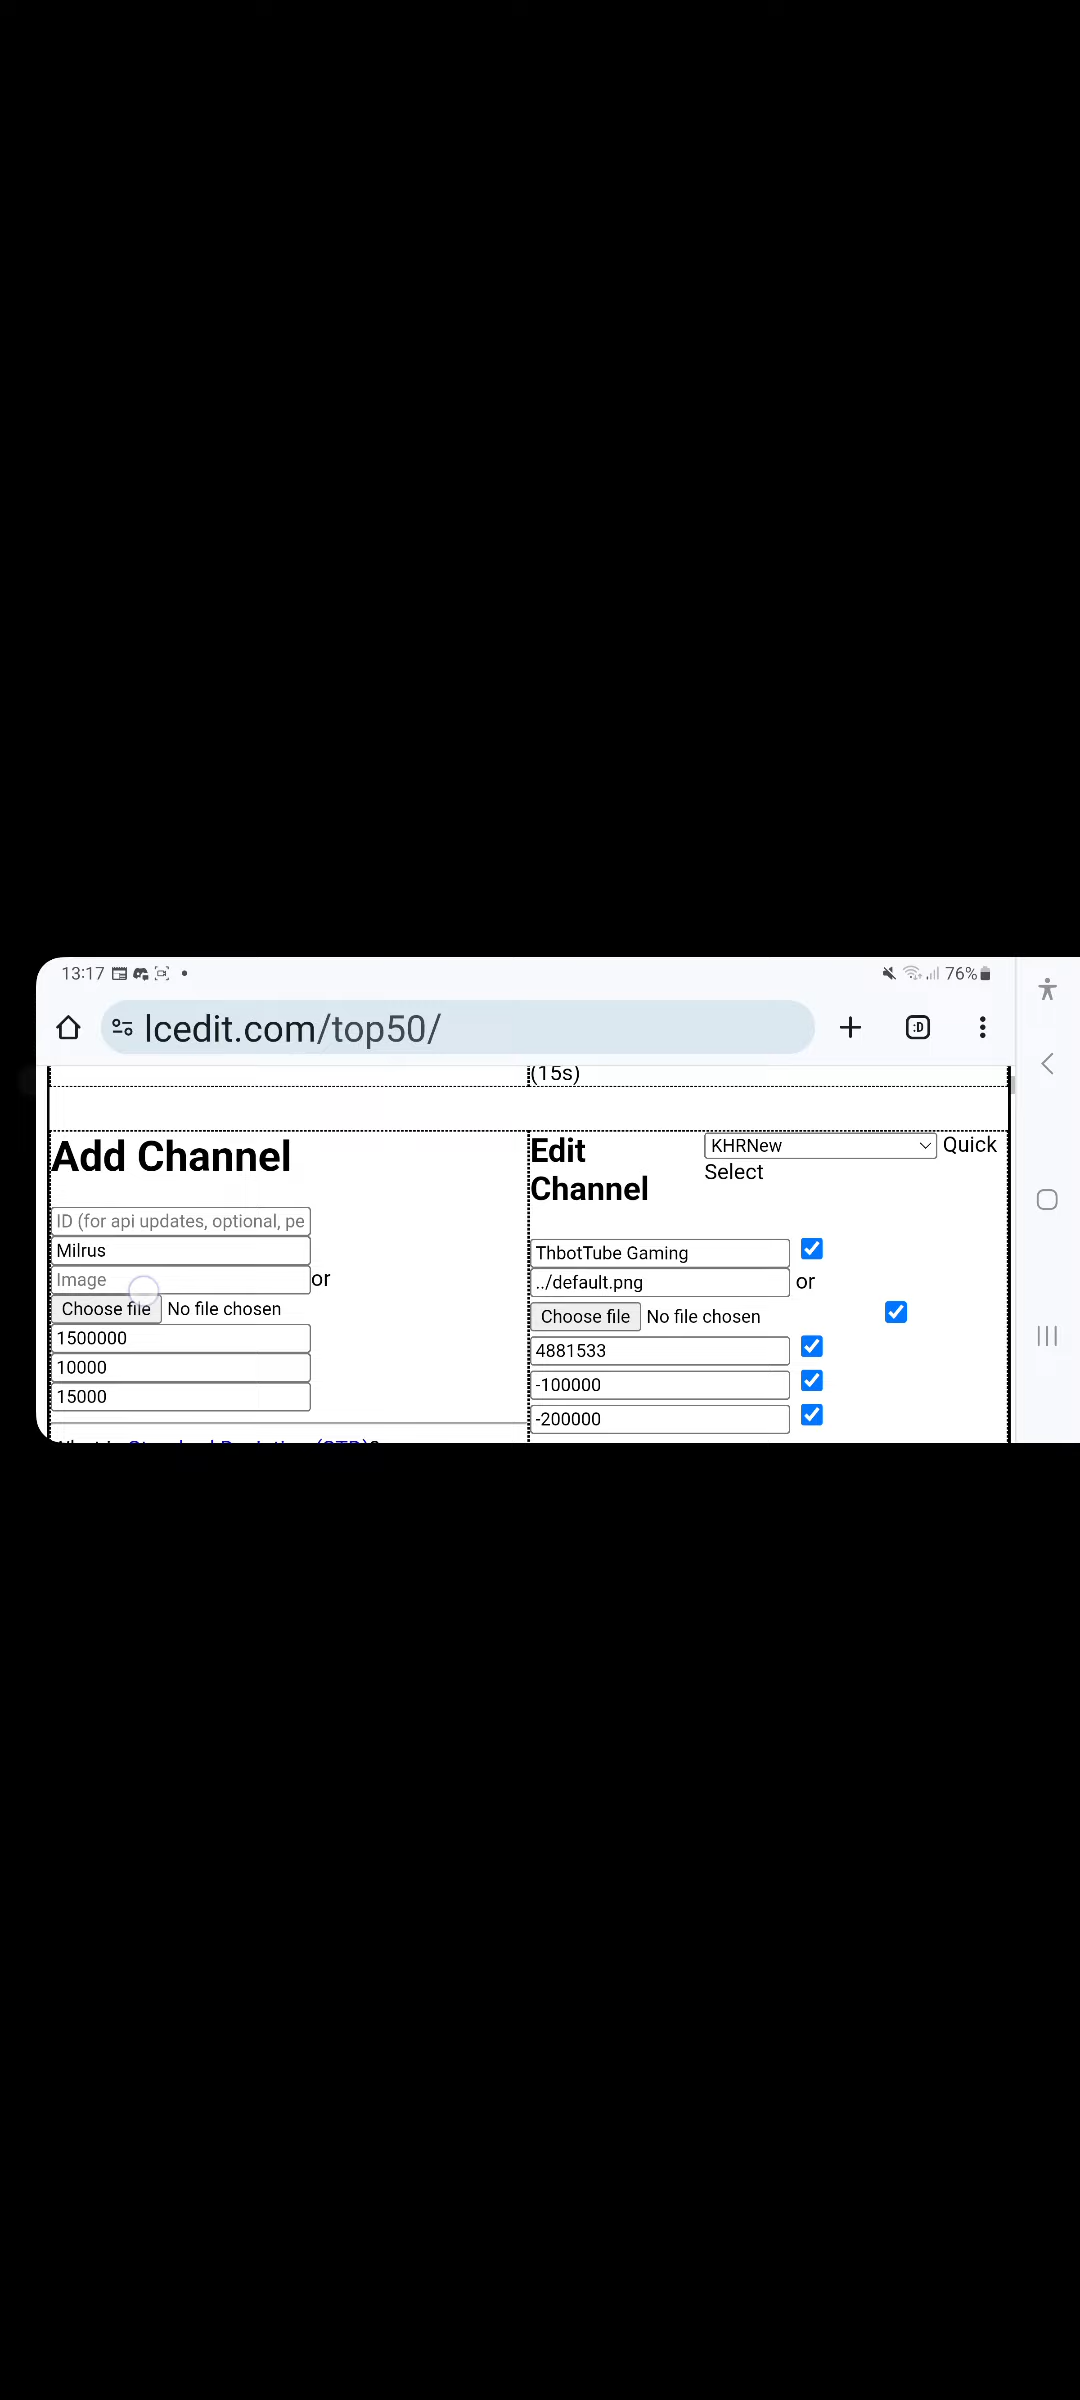 13:17
76%
lcedit.com/top50/
:D
(15s)
Add Channel
ID (for api updates, optional, pe
Milrus
Image
or
Choose file No file chosen
1500000
10000
15000
Edit
Channel
KHRNew
Quick
Select
ThbotTube Gaming
../default.png
or
Choose file No file chosen
4881533
-100000
-200000